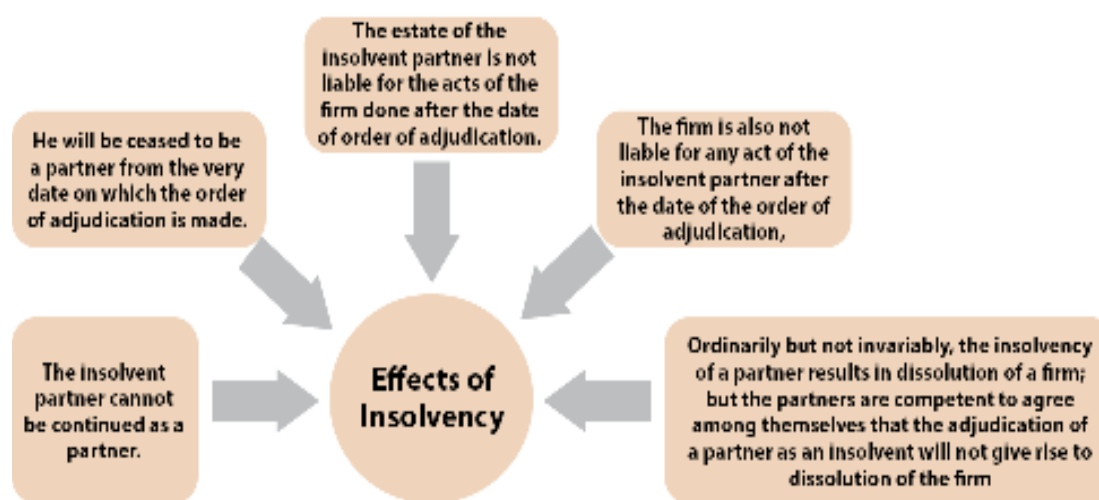 The estate of the
insolvent partner is not
liable for the acts of the
firm done after the date
of order of adjudication.
He will be ceased to be
a partner from the very
date on which the order
of adjudication is made.
The firm is also not
liable for any act of the
insolvent partner after
the date of the order of
adjudication,
The insolvent
partner cannot
be continued as a
partner.
Effects of
Insolvency
Ordinarily but not invariably, the insolvency
of a partner results in dissolution of a firm;
but the partners are competent to agree
among themselves that the adjudication of
a partner as an insolvent will not give rise to
dissolution of the firm